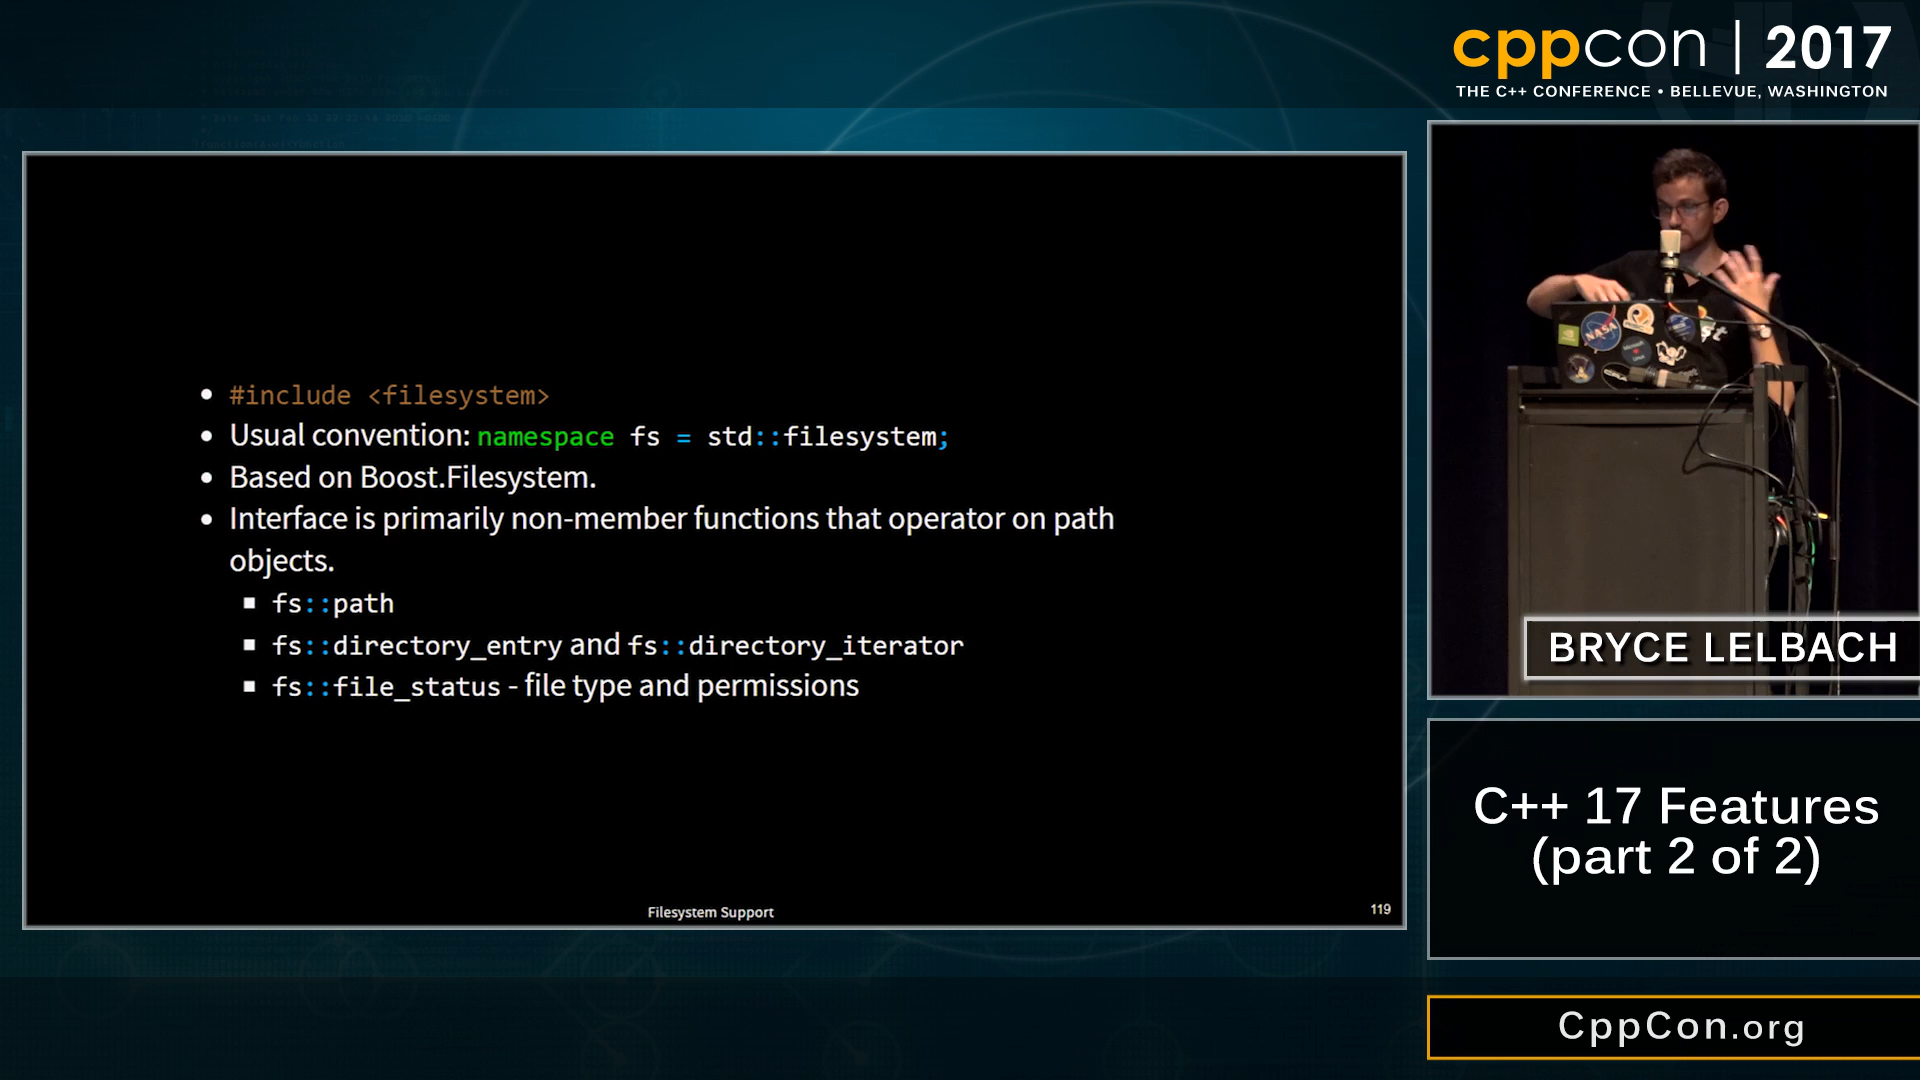 cppcon | 2017
THE C++ CONFERENCE • BELLEVUE, WASHINGTON
• #include <filesystem>
• Usual convention: namespace fs = std::filesystem;
• Based on Boost.Filesystem.
• Interface is primarily non-member functions that operator on path
objects.
▪ fs::path
▪ fs::directory_entry and fs::directory_iterator
▪ fs::file_status - file type and permissions
Filesystem Support
119
NASA
BRYCE LELBACH
C++ 17 Features
(part 2 of 2)
CppCon.org